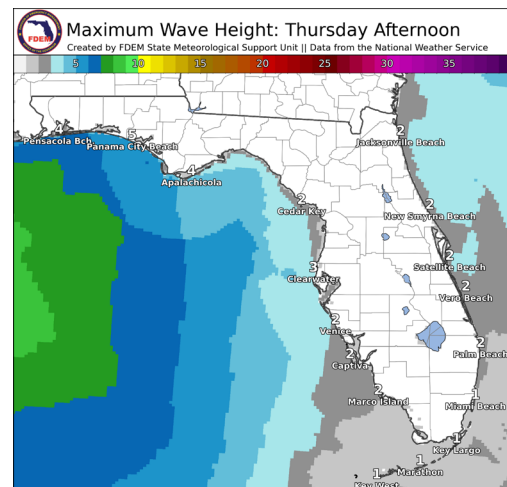 FDEM
Maximum Wave Height: Thursday Afternoon
Created by FDEM State Meteorological Support Unit || Data from the National Weather Service
5 10 15 20 25 30 35
Pensacola Bch.
5
Panama City Beach
4
Apalachicola
2
Jacksonville Beach
2
Cedar Key
2
New Smyrna Beach
3
Clearwater
2
Satellite Beach
2
Vero Beach
2
Venice
2
Palm Beach
2
Captiva
2
Marco Island
1
Miami Beach
1
Key Largo
1
Marathon
1
Key West